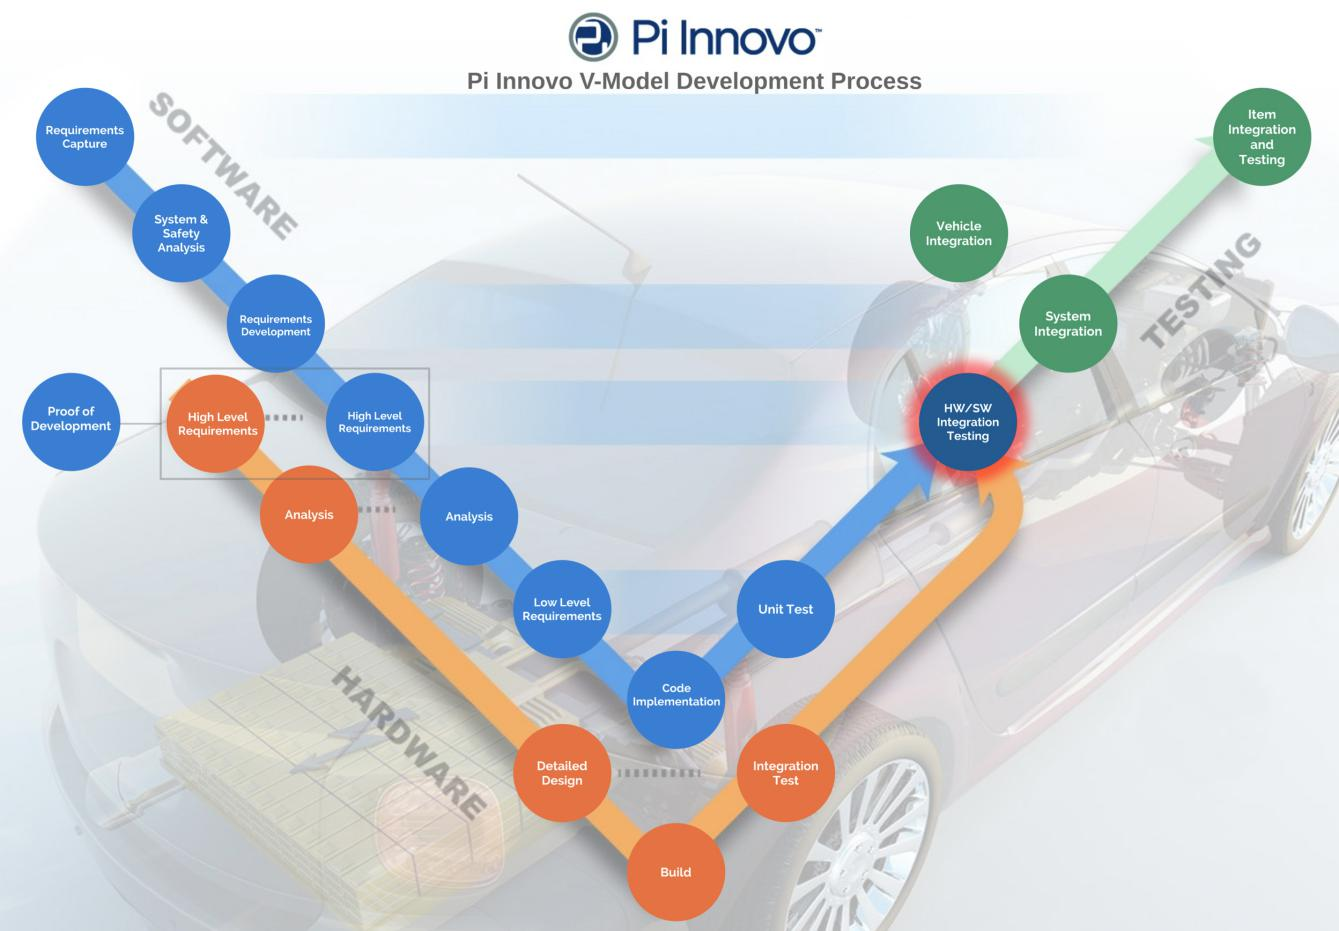 Pi Innovo™
Pi Innovo V-Model Development Process
SOFTWARE
Requirements
Capture
System &
Safety
Analysis
Requirements
Development
Proof of
Development
High Level
Requirements
High Level
Requirements
Analysis
Analysis
Low Level
Requirements
Code
Implementation
Unit Test
HARDWARE
Detailed
Design
Build
Integration
Test
HW/SW
Integration
Testing
System
Integration
Vehicle
Integration
Item
Integration
and
Testing
TESTING